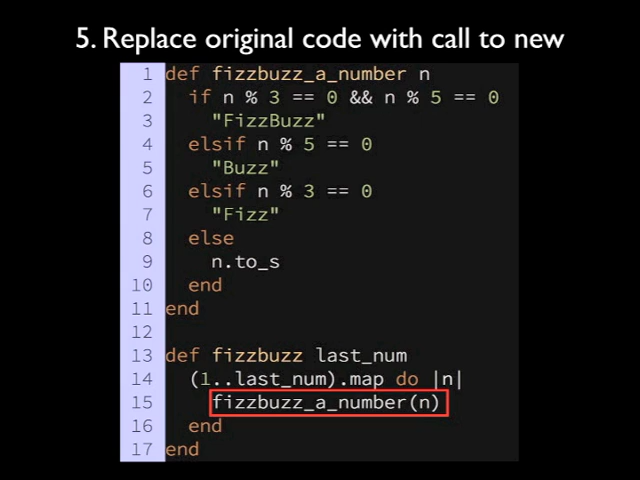 5. Replace original code with call to new
1 def fizzbuzz_a_number n
2   if n % 3 == 0 && n % 5 == 0
3     "FizzBuzz"
4   elsif n % 5 == 0
5     "Buzz"
6   elsif n % 3 == 0
7     "Fizz"
8   else
9     n.to_s
10   end
11 end
12
13 def fizzbuzz last_num
14   (1..last_num).map do |n|
15     fizzbuzz_a_number(n)
16   end
17 end